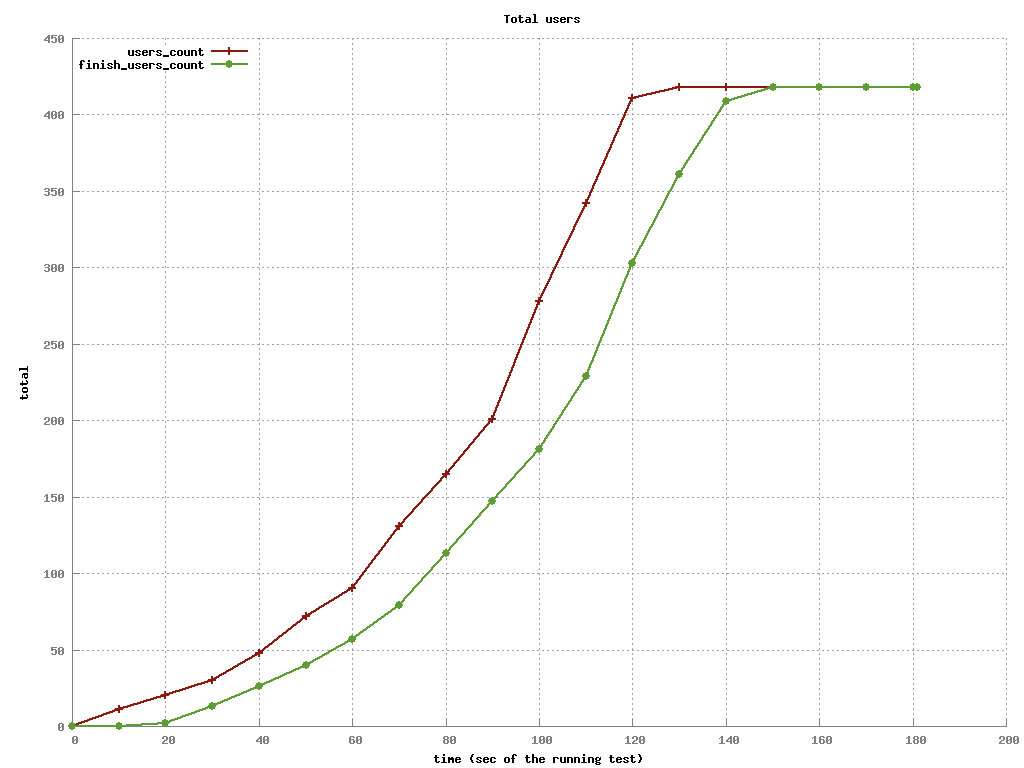 Total users
users_count
finish_users_count
450
400
350
300
250
200
150
100
50
0
total
0 20 40 60 80 100 120 140 160 180 200
time (sec of the running test)